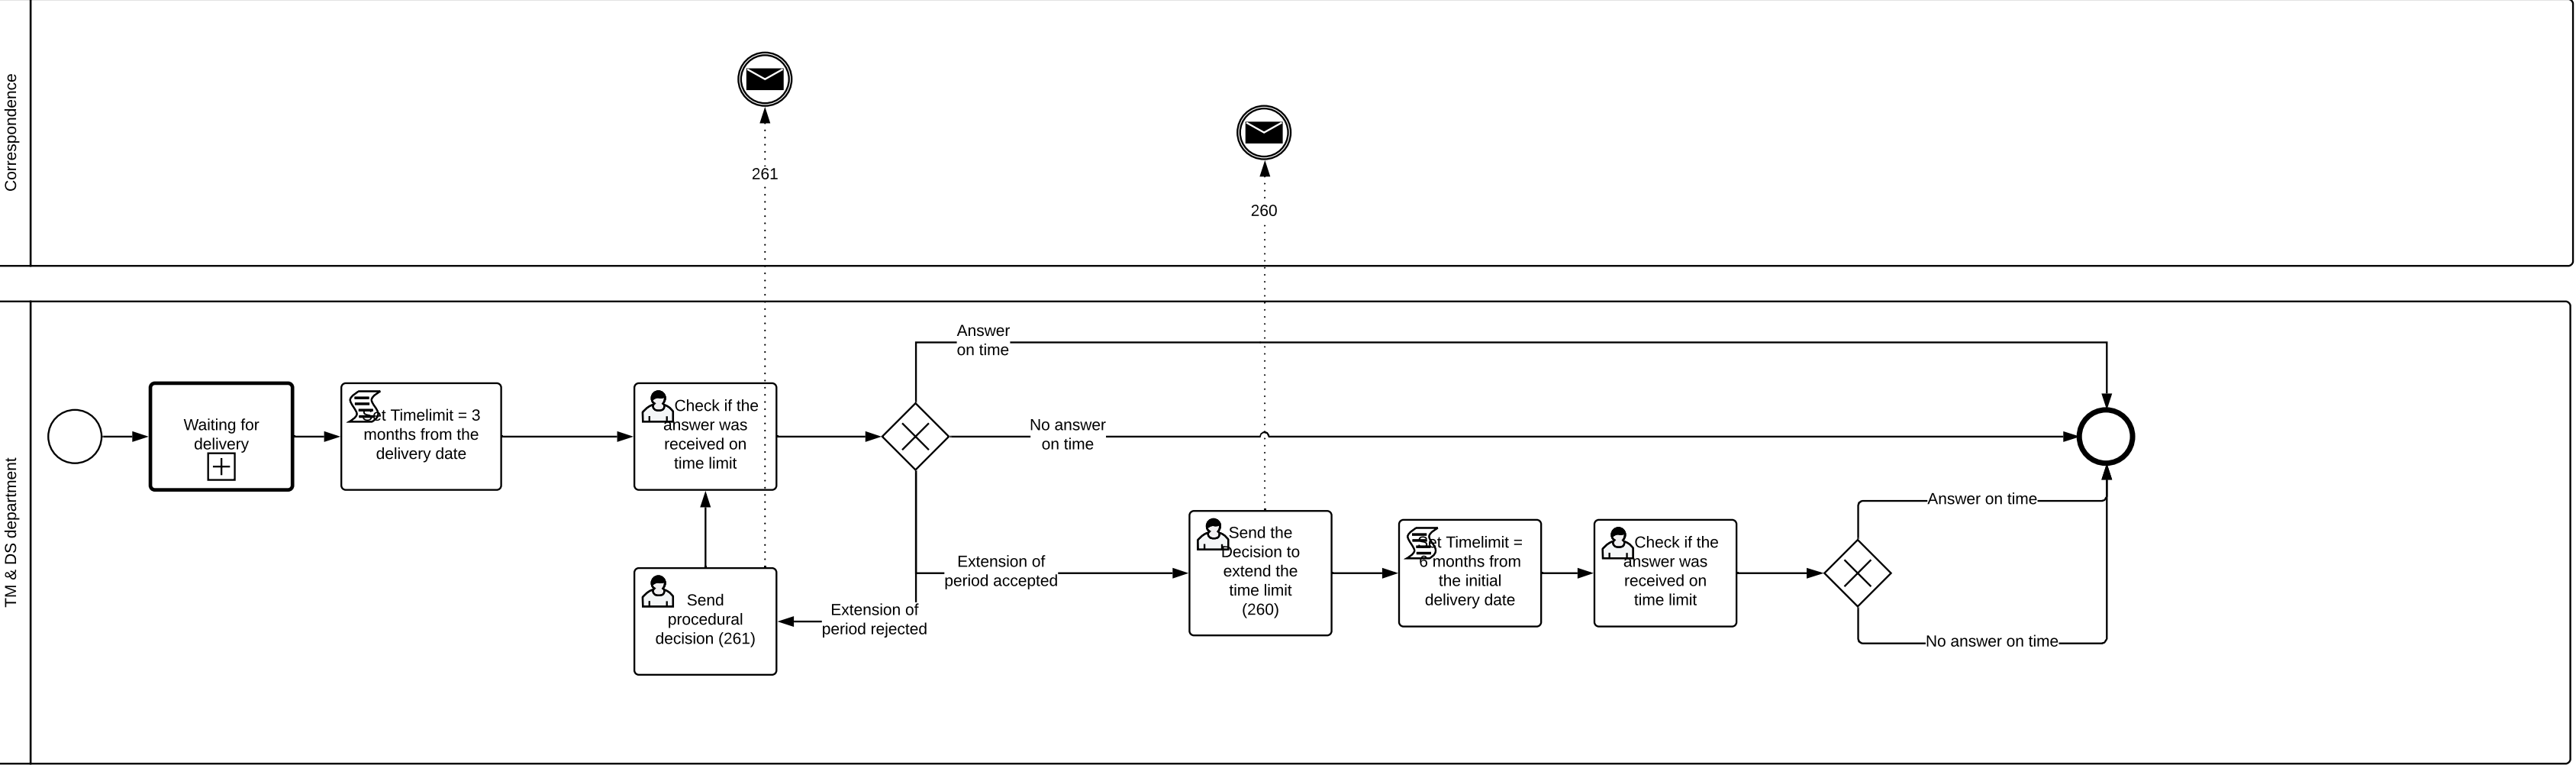 Correspondence
261
260
TM & DS department
Waiting for
delivery
Set Timelimit = 3
months from the
delivery date
Check if the
answer was
received on
time limit
Send
procedural
decision (261)
Answer
on time
No answer
on time
Extension of
period accepted
Extension of
period rejected
Send the
Decision to
extend the
time limit
(260)
Set Timelimit =
6 months from
the initial
delivery date
Check if the
answer was
received on
time limit
Answer on time
No answer on time